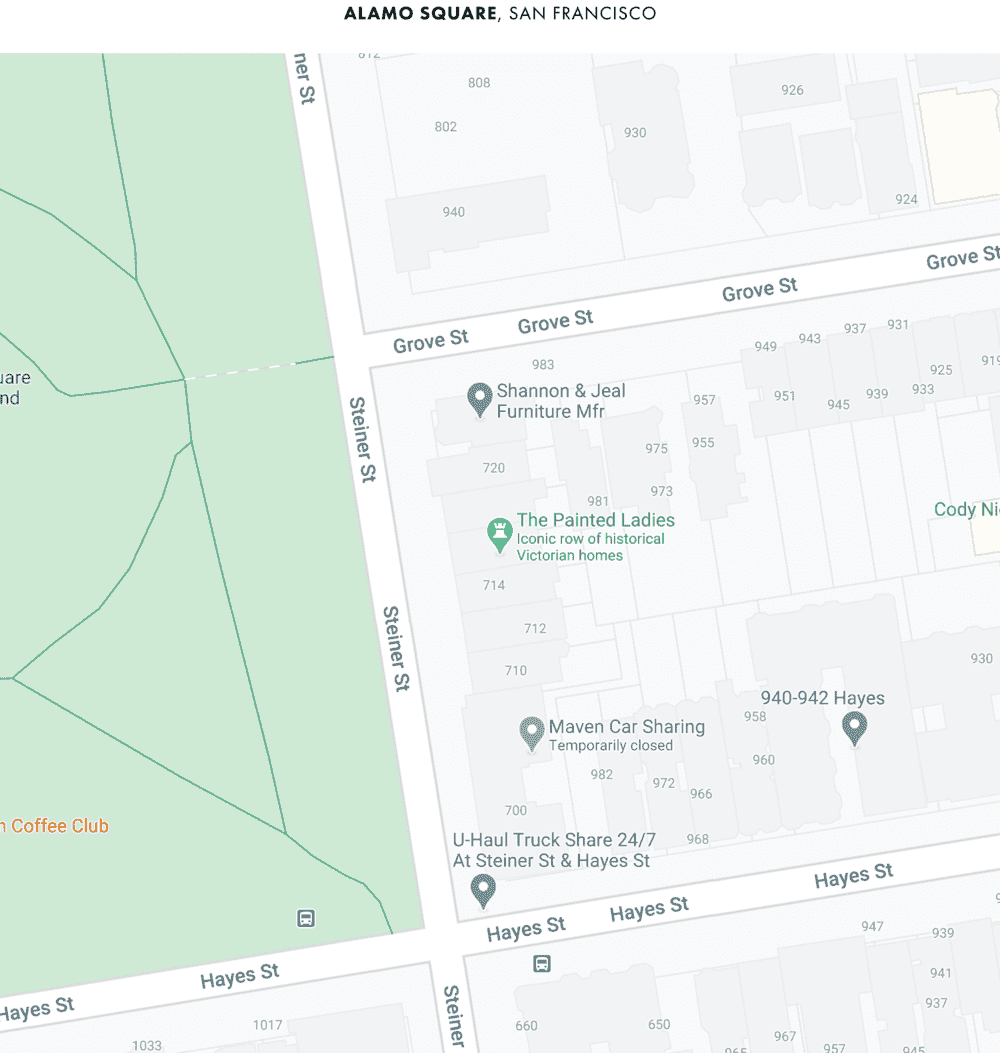 ALAMO SQUARE, SAN FRANCISCO
ner St
812
808
926
802
930
924
940
Grove St
Grove St
Grove St
Grove St
931
937
943
949
983
919
925
uare
nd
Shannon & Jeal
Furniture Mfr
933
939
951
945
957
Steiner St
955
975
720
973
981
Cody Ni
The Painted Ladies
Iconic row of historical
Victorian homes
714
712
Steiner St
710
930
940-942 Hayes
958
Maven Car Sharing
Temporarily closed
960
982
972
966
700
n Coffee Club
968
U-Haul Truck Share 24/7
At Steiner St & Hayes St
Hayes St
Hayes St
Hayes St
947
939
Hayes St
941
Hayes St
937
Steiner
1017
660
650
967
1033
957
945
965